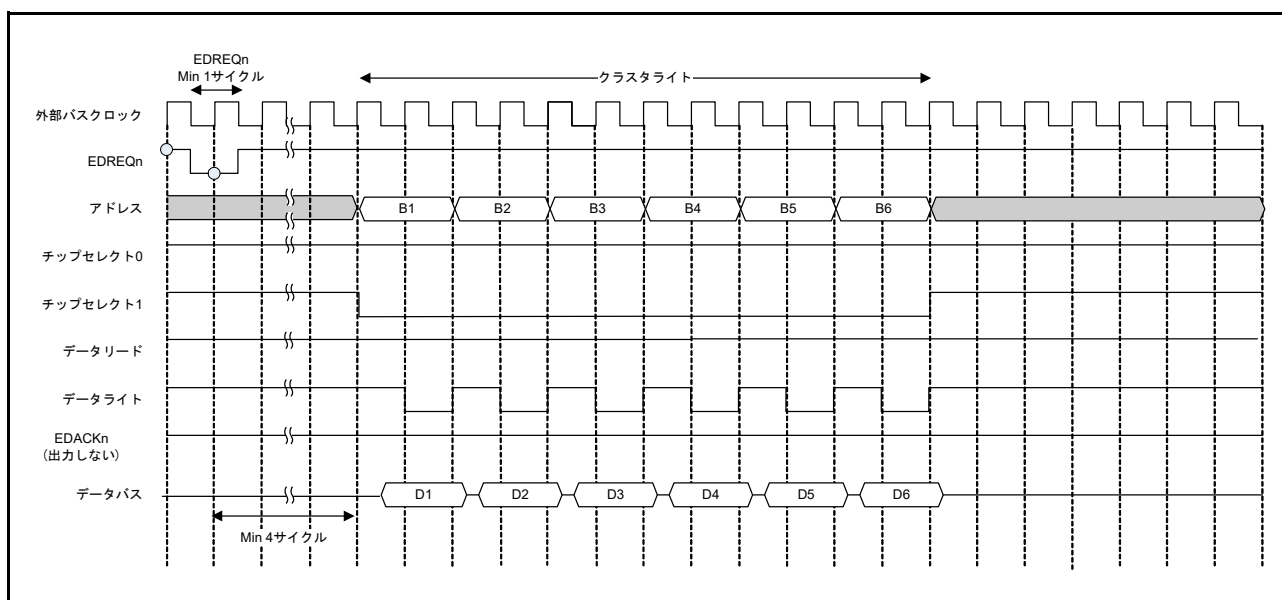 EDREQn
Min 1サイクル
クラスタライト
外部バスクロック
EDREQn
アドレス
B1
B2
B3
B4
B5
B6
チップセレクト0
チップセレクト1
データリード
データライト
EDACKn
(出力しない)
データバス
D1
D2
D3
D4
D5
D6
Min 4サイクル